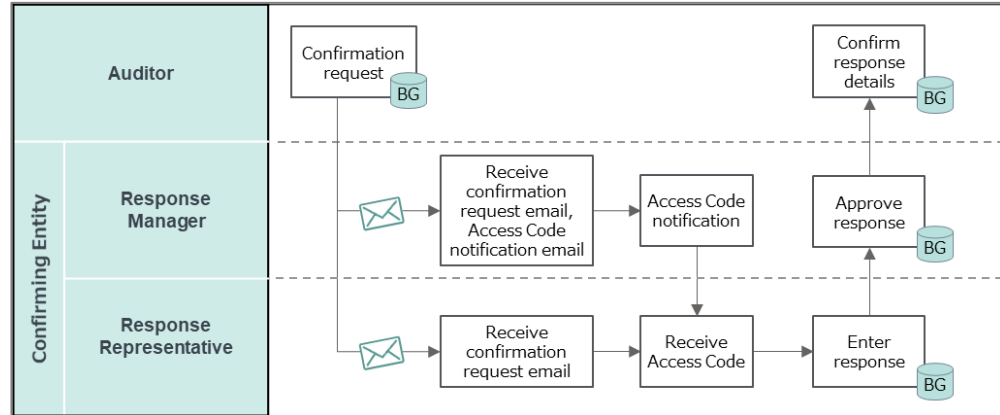 Auditor
Confirmation
request
BG
Confirm
response
details
BG
Confirming Entity
Response
Manager
Receive
confirmation
request email,
Access Code
notification email
Access Code
notification
Approve
response
BG
Response
Representative
Receive
confirmation
request email
Receive
Access Code
Enter
response
BG